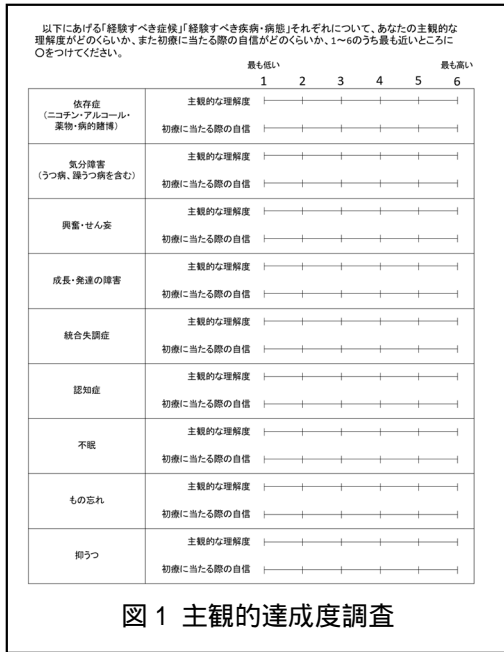 以下にあげる「経験すべき症候」「経験すべき疾病・病態」それぞれについて、あなたの主観的な
理解度がどのくらいか、また初療に当たる際の自信がどのくらいか、1～6のうち最も近いところに
○をつけてください。
最も低い 最も高い
1 2 3 4 5 6
依存症
(ニコチン・アルコール・
薬物・病的賭博)
主観的な理解度
初療に当たる際の自信
気分障害
(うつ病、躁うつ病を含む)
主観的な理解度
初療に当たる際の自信
興奮・せん妄
主観的な理解度
初療に当たる際の自信
成長・発達の障害
主観的な理解度
初療に当たる際の自信
統合失調症
主観的な理解度
初療に当たる際の自信
認知症
主観的な理解度
初療に当たる際の自信
不眠
主観的な理解度
初療に当たる際の自信
もの忘れ
主観的な理解度
初療に当たる際の自信
抑うつ
主観的な理解度
初療に当たる際の自信
図1 主観的達成度調査